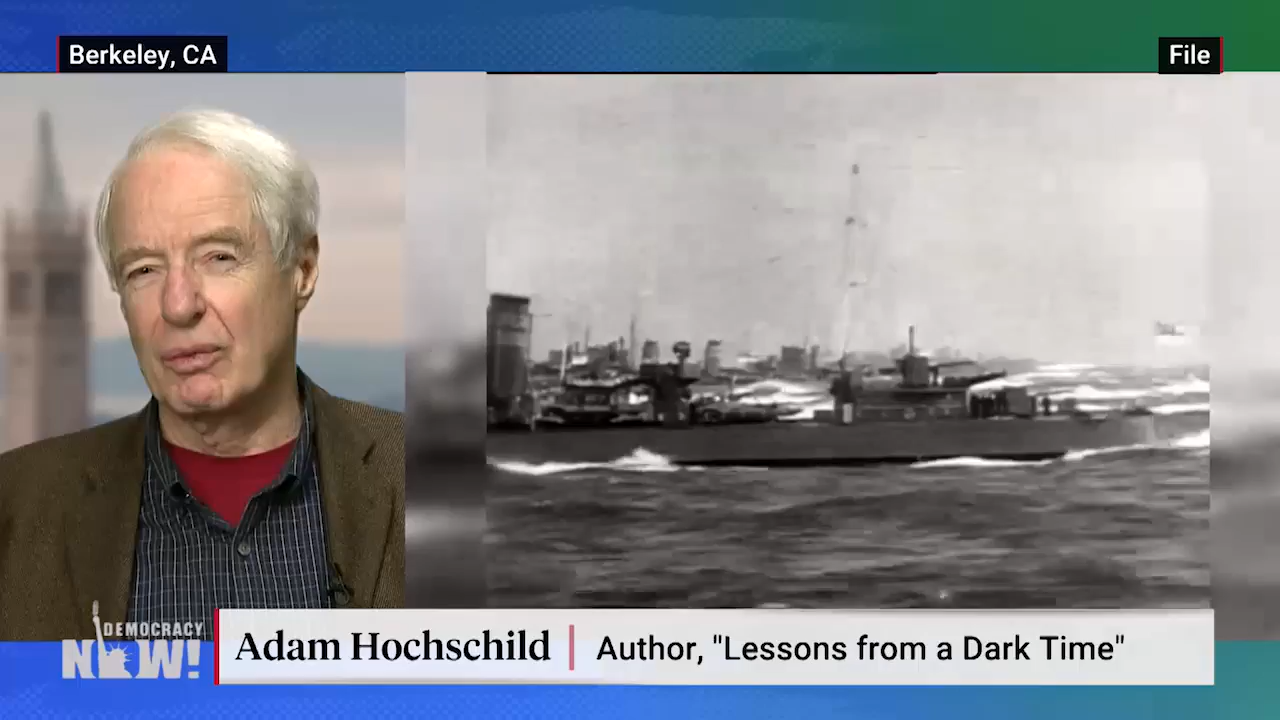 Berkeley, CA
File
DEMOCRACY
NOW!
Adam Hochschild
Author, "Lessons from a Dark Time"